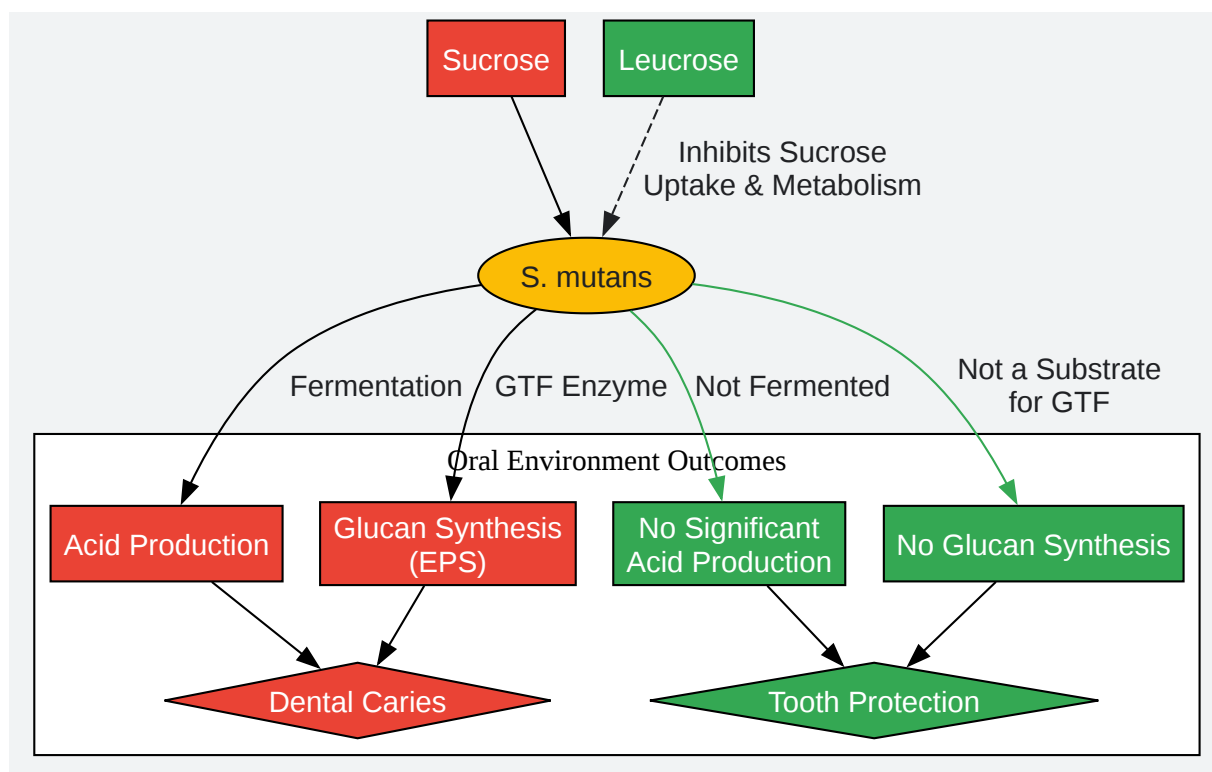 Sucrose
Leucrose
Inhibits Sucrose
Uptake & Metabolism
S. mutans
Fermentation
GTF Enzyme
Not Fermented
Not a Substrate
for GTF
Oral Environment Outcomes
Acid Production
Glucan Synthesis
(EPS)
No Significant
Acid Production
No Glucan Synthesis
Dental Caries
Tooth Protection